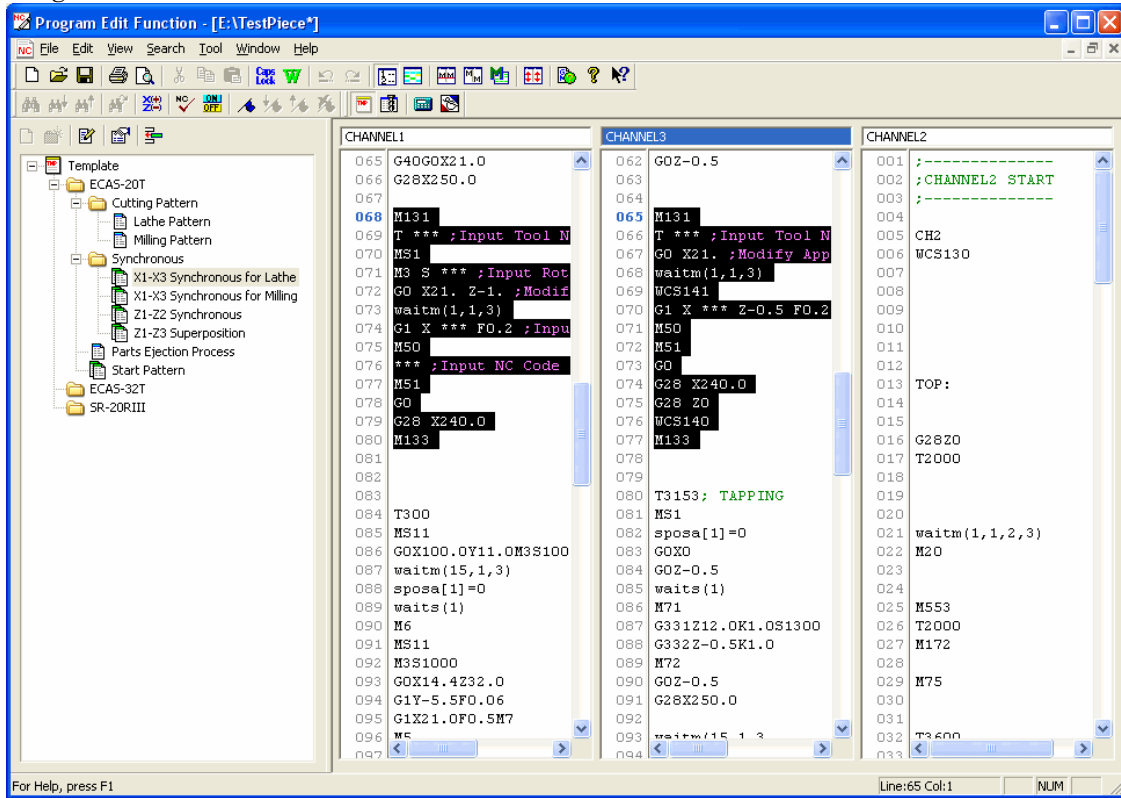 Program Edit Function - [E:\TestPiece*]
File Edit View Search Tool Window Help
Template
ECAS-20T
Cutting Pattern
Lathe Pattern
Milling Pattern
Synchronous
X1-X3 Synchronous for Lathe
X1-X3 Synchronous for Milling
Z1-Z2 Synchronous
Z1-Z3 Superposition
Parts Ejection Process
Start Pattern
ECAS-32T
SR-20RIII
CHANNEL1
065 G40G0X21.0
066 G28X250.0
067
068 M131
069 T *** ;Input Tool N
070 MS1
071 M3 S *** ;Input Rot
072 G0 X21. Z-1. ;Modif
073 waitm(1,1,3)
074 G1 X *** F0.2 ;Inpu
075 M50
076 *** ;Input NC Code
077 M51
078 G0
079 G28 X240.0
080 M133
081
082
083
084 T300
085 MS11
086 G0X100.0Y11.0M3S100
087 waitm(15,1,3)
088 sposa[1]=0
089 waits(1)
090 M6
091 MS11
092 M3S1000
093 G0X14.4Z32.0
094 G1Y-5.5F0.06
095 G1X21.0F0.5M7
096 M5
097
CHANNEL3
062 G0Z-0.5
063
064
065 M131
066 T *** ;Input Tool N
067 G0 X21. ;Modify App
068 waitm(1,1,3)
069 WCS141
070 G1 X *** Z-0.5 F0.2
071 M50
072 M51
073 G0
074 G28 X240.0
075 G28 Z0
076 WCS140
077 M133
078
079
080 T3153; TAPPING
081 MS1
082 sposa[1]=0
083 G0X0
084 G0Z-0.5
085 waits(1)
086 M71
087 G331Z12.0K1.0S1300
088 G332Z-0.5K1.0
089 M72
090 G0Z-0.5
091 G28X250.0
092
093 waitm(15,1,3
094
CHANNEL2
001 ;--------------
002 ;CHANNEL2 START
003 ;--------------
004
005 CH2
006 WCS130
007
008
009
010
011
012
013 TOP:
014
015
016 G28Z0
017 T2000
018
019
020
021 waitm(1,1,2,3)
022 M20
023
024
025 M553
026 T2000
027 M172
028
029 M75
030
031
032 T3600
033
For Help, press F1
Line:65 Col:1
NUM